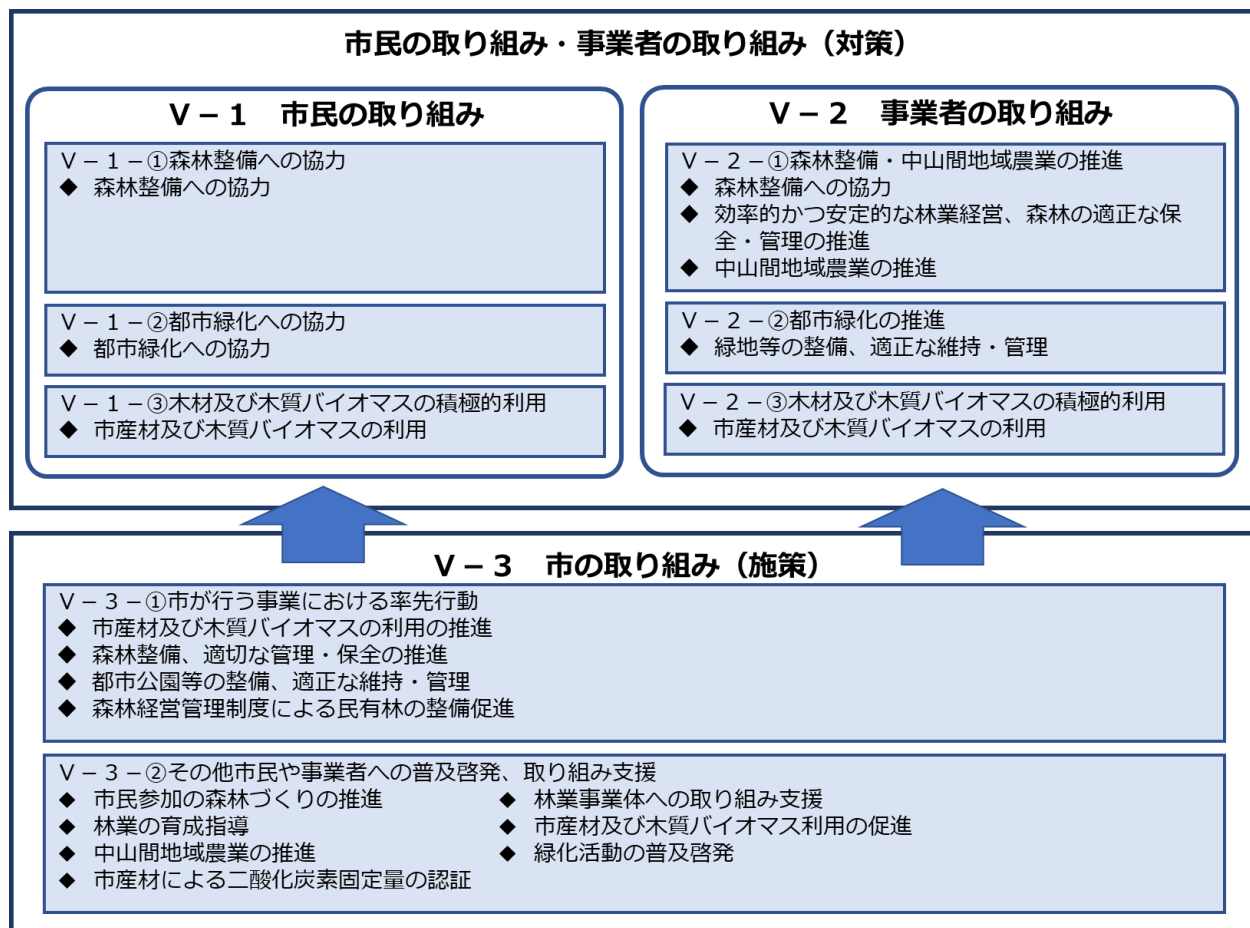 市民の取り組み・事業者の取り組み（対策）
Ⅴ－１　市民の取り組み
Ⅴ－１－①森林整備への協力
◆ 森林整備への協力
Ⅴ－１－②都市緑化への協力
◆ 都市緑化への協力
Ⅴ－１－③木材及び木質バイオマスの積極的利用
◆ 市産材及び木質バイオマスの利用
Ⅴ－２　事業者の取り組み
Ⅴ－２－①森林整備・中山間地域農業の推進
◆ 森林整備への協力
◆ 効率的かつ安定的な林業経営、森林の適正な保
全・管理の推進
◆ 中山間地域農業の推進
Ⅴ－２－②都市緑化の推進
◆ 緑地等の整備、適正な維持・管理
Ⅴ－２－③木材及び木質バイオマスの積極的利用
◆ 市産材及び木質バイオマスの利用
Ⅴ－３　市の取り組み（施策）
Ⅴ－３－①市が行う事業における率先行動
◆ 市産材及び木質バイオマスの利用の推進
◆ 森林整備、適切な管理・保全の推進
◆ 都市公園等の整備、適正な維持・管理
◆ 森林経営管理制度による民有林の整備促進
Ⅴ－３－②その他市民や事業者への普及啓発、取り組み支援
◆ 市民参加の森林づくりの推進
◆ 林業の育成指導
◆ 中山間地域農業の推進
◆ 市産材による二酸化炭素固定量の認証
◆ 林業事業体への取り組み支援
◆ 市産材及び木質バイオマス利用の促進
◆ 緑化活動の普及啓発